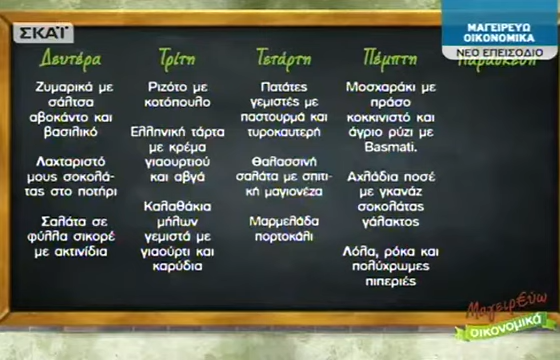 ΣΚΑΪ
ΜΑΓΕΙΡΕΥΩ
ΟΙΚΟΝΟΜΙΚΑ
ΝΕΟ ΕΠΕΙΣΟΔΙΟ
Δευτέρα
Ζυμαρικά με
σάλτσα
αβοκάντο και
βασιλικό
Λαχταριστό
μους σοκολά-
τας στο ποτήρι
Σαλάτα σε
φύλλα σικορέ
με ακτινίδια
Τρίτη
Ριζότο με
κοτόπουλο
Ελληνική τάρτα
με κρέμα
γιαουρτιού
και αβγά
Καλαθάκια
μήλων
γεμιστά με
γιαούρτι και
καρύδια
Τετάρτη
Πατάτες
γεμιστές με
παστουρμά και
τυροκαυτερή
Θαλασσινή
σαλάτα με σπιτι-
κή μαγιονέζα
Μαρμελάδα
πορτοκάλι
Πέμπτη
Μοσχαράκι με
πράσο
κοκκινιστό και
άγριο ρύζι με
Basmati.
Αχλάδια ποσέ
με γκανάζ
σοκολάτας
γάλακτος
Λόλα, ρόκα και
πολύχρωμες
πιπεριές
Παρασκευή
Μαγειρεύω
οικονομικά